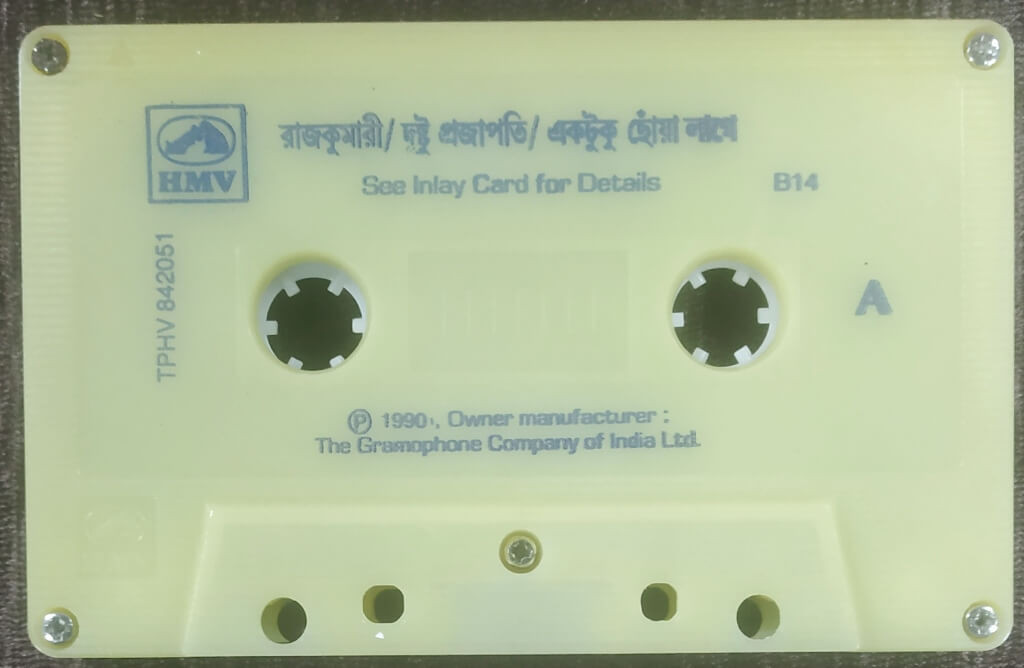 রাজকুমারী/ দুষ্টু প্রজাপতি/ একটুকু ছোঁয়া লাগে
HMV
See Inlay Card for Details
B14
TPHV 842051
A
Ⓟ 1990, Owner manufacturer :
The Gramophone Company of India Ltd.